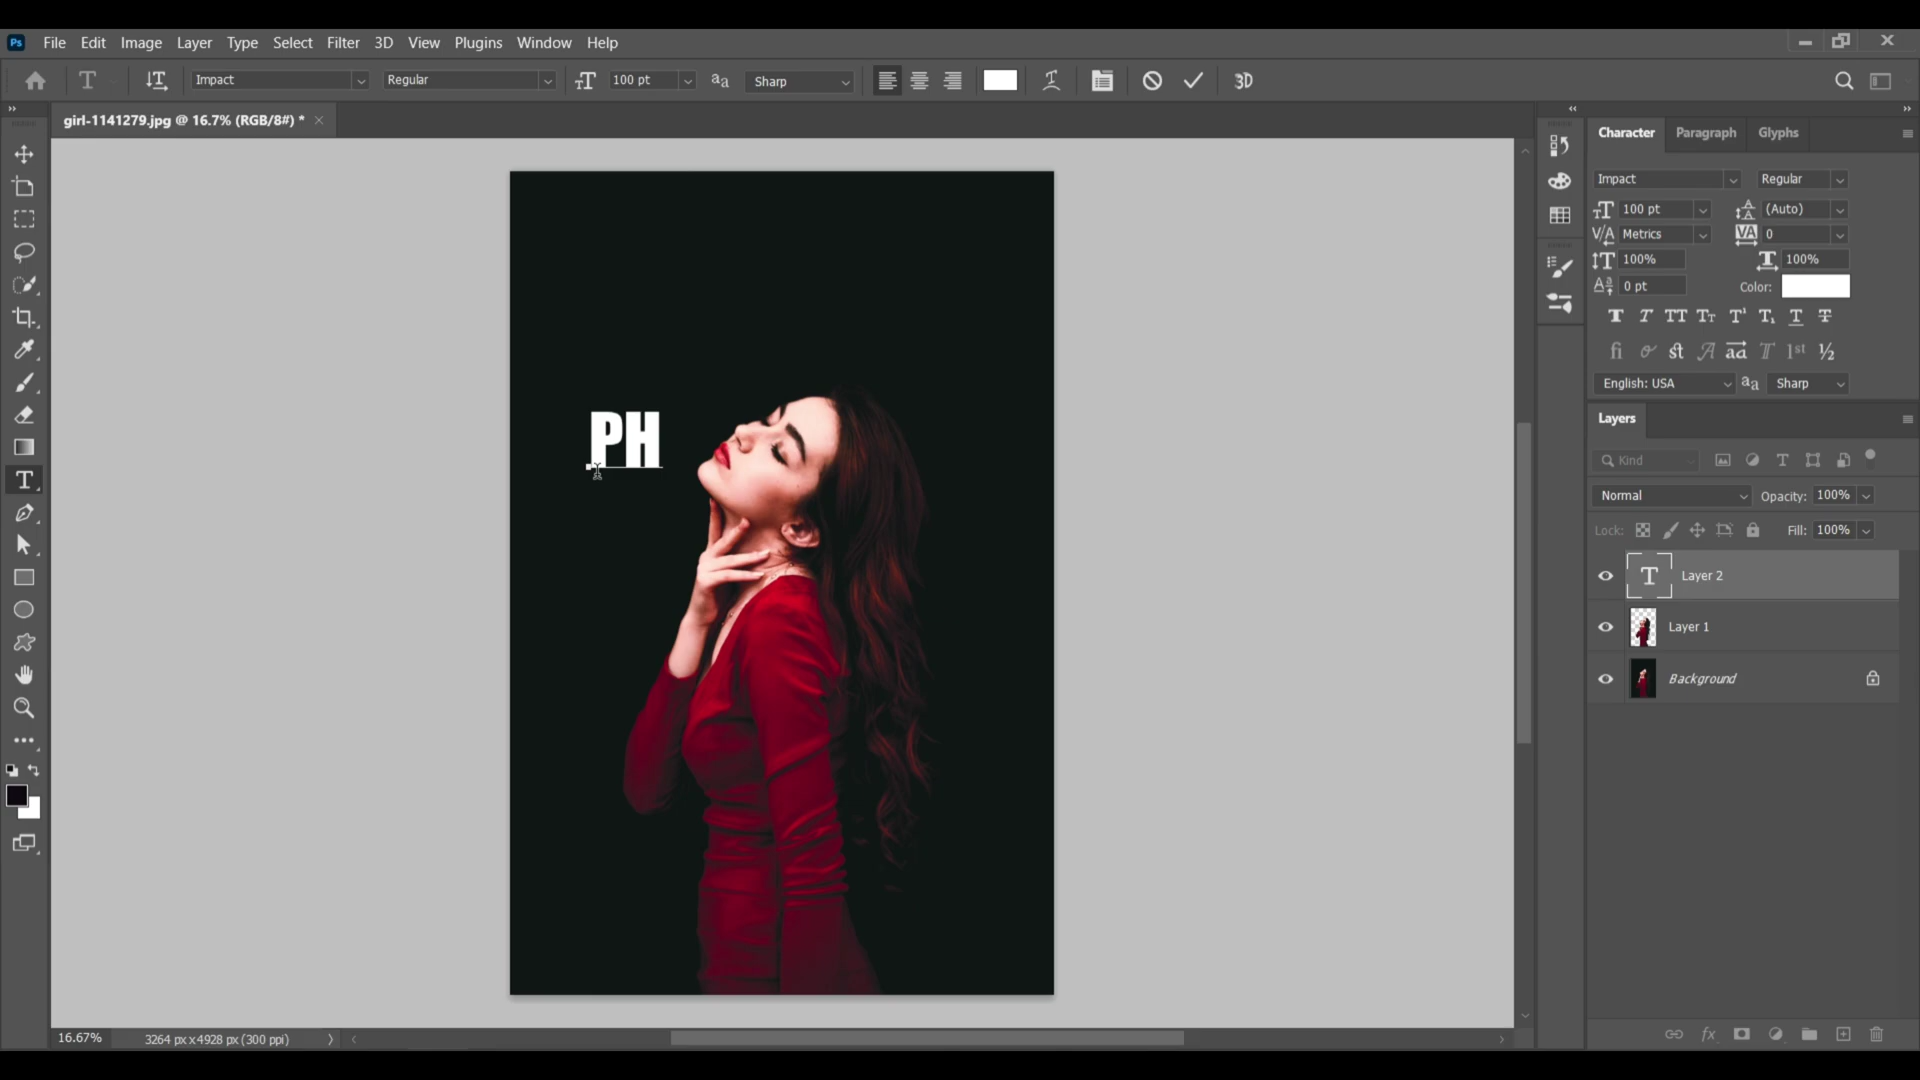 Ps File Edit Image Layer Type Select Filter 3D View Plugins Window Help
Impact Regular 100 pt Sharp 3D
girl-1141279.jpg @ 16.7% (RGB/8#) *
Character Paragraph Glyphs
Impact Regular
100 pt (Auto)
Metrics 0
100% 100%
0 pt Color:
English: USA Sharp
Layers
Kind
Normal Opacity: 100%
Lock: Fill: 100%
PH
Layer 2
Layer 1
Background
16.67% 3264 px x 4928 px (300 ppi)